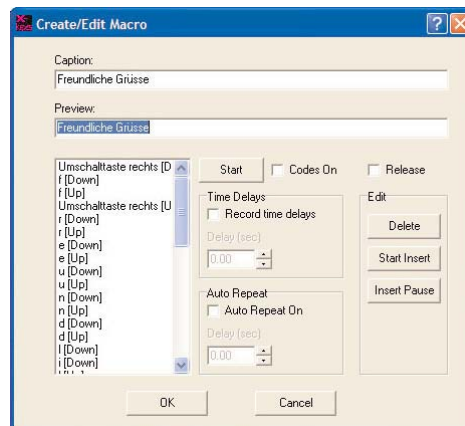 Create/Edit Macro
Caption:
Freundliche Grüsse
Preview:
Freundliche Grüsse
Umschalttaste rechts [D
f [Down]
f [Up]
Umschalttaste rechts [U
r [Down]
r [Up]
e [Down]
e [Up]
u [Down]
u [Up]
n [Down]
n [Up]
d [Down]
d [Up]
l [Down]
i [Down]
Start
Codes On
Release
Time Delays
Record time delays
Delay (sec)
0.00
Auto Repeat
Auto Repeat On
Delay (sec)
0.00
Edit
Delete
Start Insert
Insert Pause
OK
Cancel